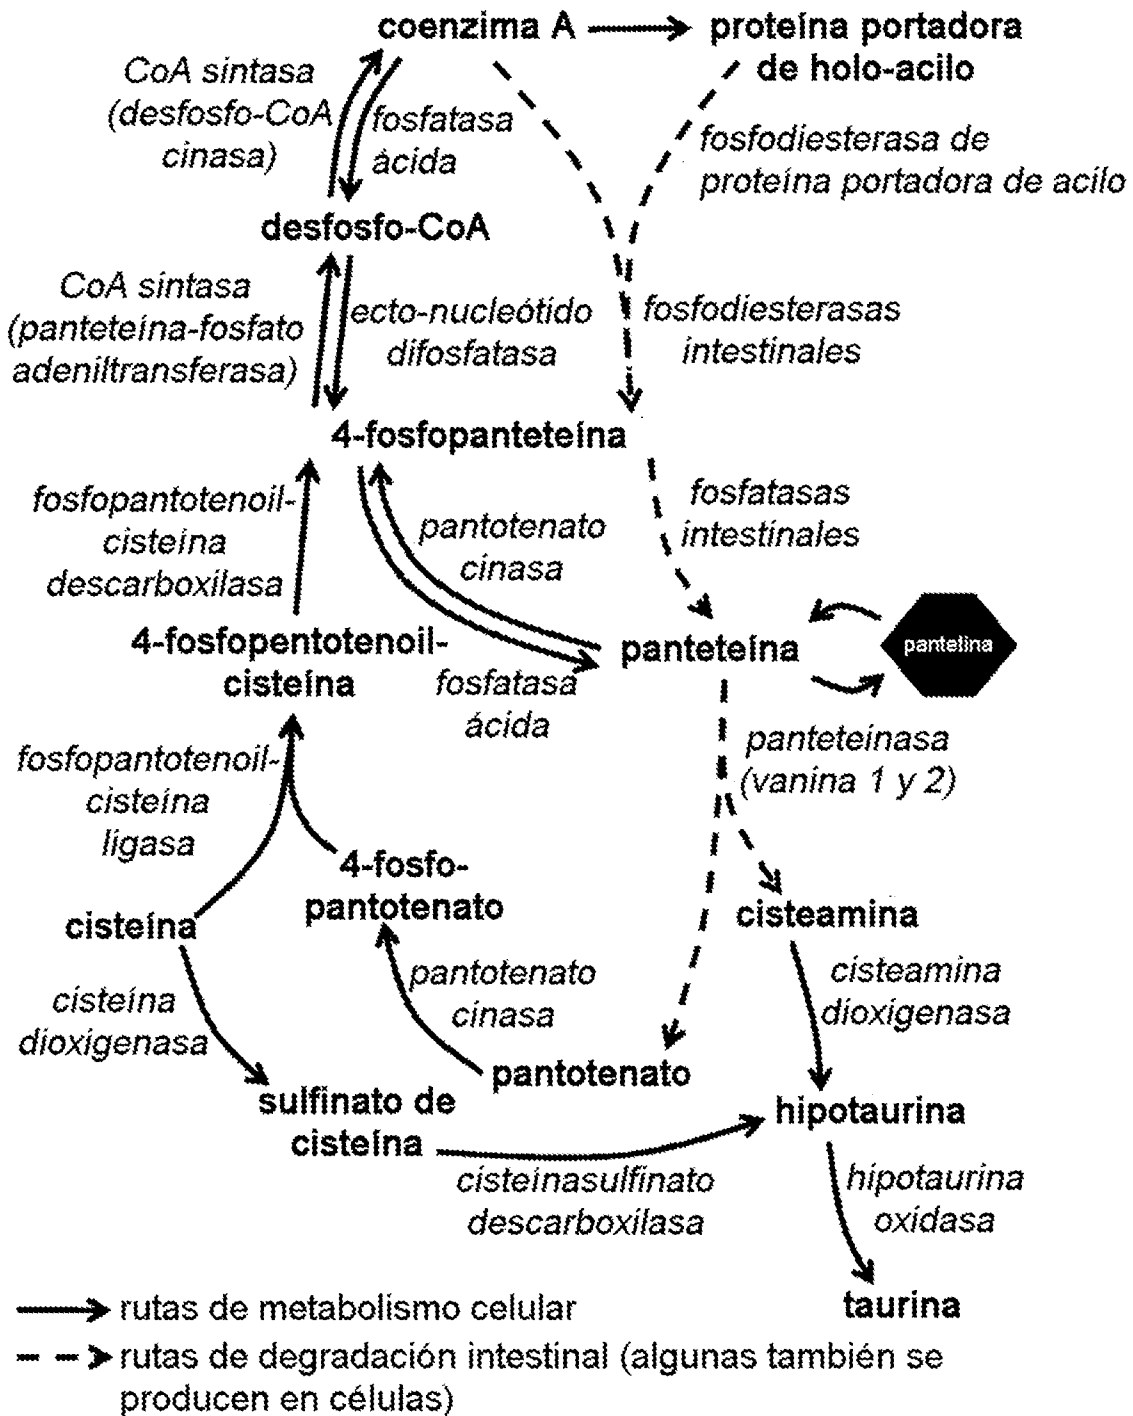 coenzima A
proteína portadora
de holo-acilo
CoA sintasa
(desfosfo-CoA
cinasa)
fosfatasa
ácida
fosfodiesterasa de
proteína portadora de acilo
desfosfo-CoA
CoA sintasa
(panteteína-fosfato
adeniltransferasa)
ecto-nucleótido
difosfatasa
fosfodiesterasas
intestinales
4-fosfopanteteína
fosfopantotenoil-
cisteína
descarboxilasa
pantotenato
cinasa
fosfatasas
intestinales
4-fosfopentotenoil-
cisteína
fosfatasa
ácida
panteteína
pantetina
fosfopantotenoil-
cisteína
ligasa
panteteinasa
(vanina 1 y 2)
4-fosfo-
pantotenato
cisteína
cisteamina
cisteína
dioxigenasa
pantotenato
cinasa
cisteamina
dioxigenasa
pantotenato
sulfinato de
cisteína
hipotaurina
cisteínasulfinato
descarboxilasa
hipotaurina
oxidasa
taurina
rutas de metabolismo celular
rutas de degradación intestinal (algunas también se
producen en células)